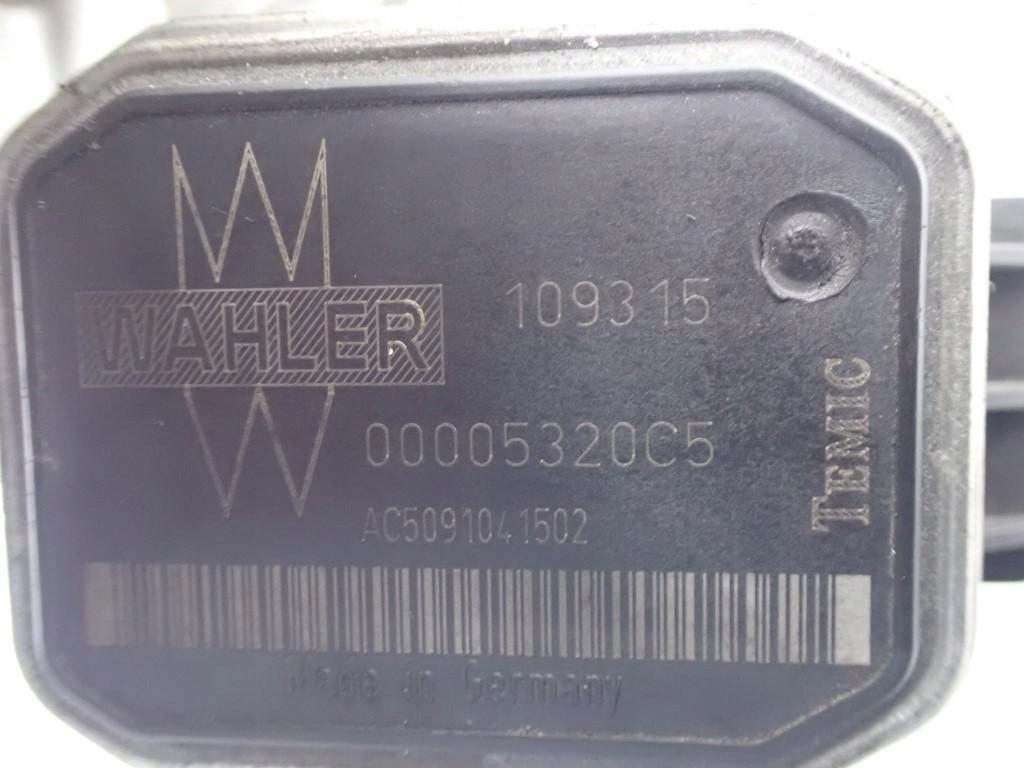 WAHLER
109315
00005320C5
AC5091041502
TEMIC
Made in Germany